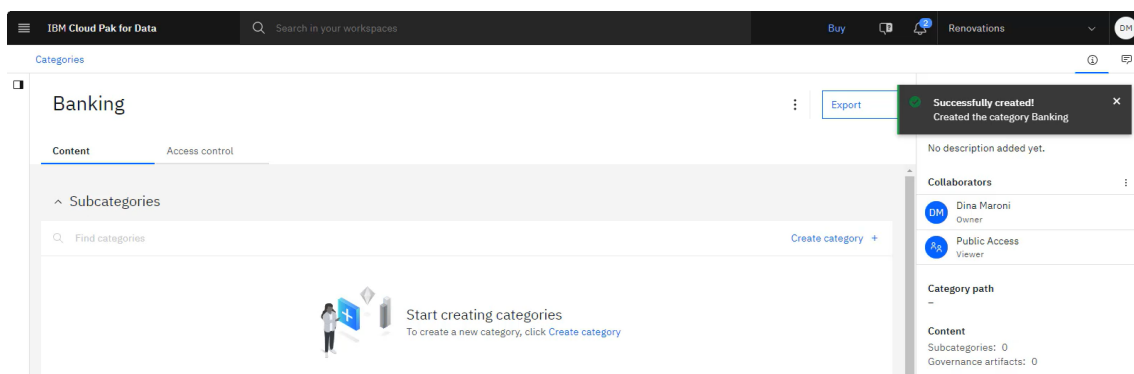 IBM Cloud Pak for Data
Search in your workspaces
Buy
2
Renovations
DM
Categories
Banking
Export
Successfully created!
Created the category Banking
Content
Access control
No description added yet.
Subcategories
Collaborators
DM
Dina Maroni
Owner
Find categories
Create category +
Public Access
Viewer
Category path
–
Start creating categories
To create a new category, click Create category
Content
Subcategories: 0
Governance artifacts: 0